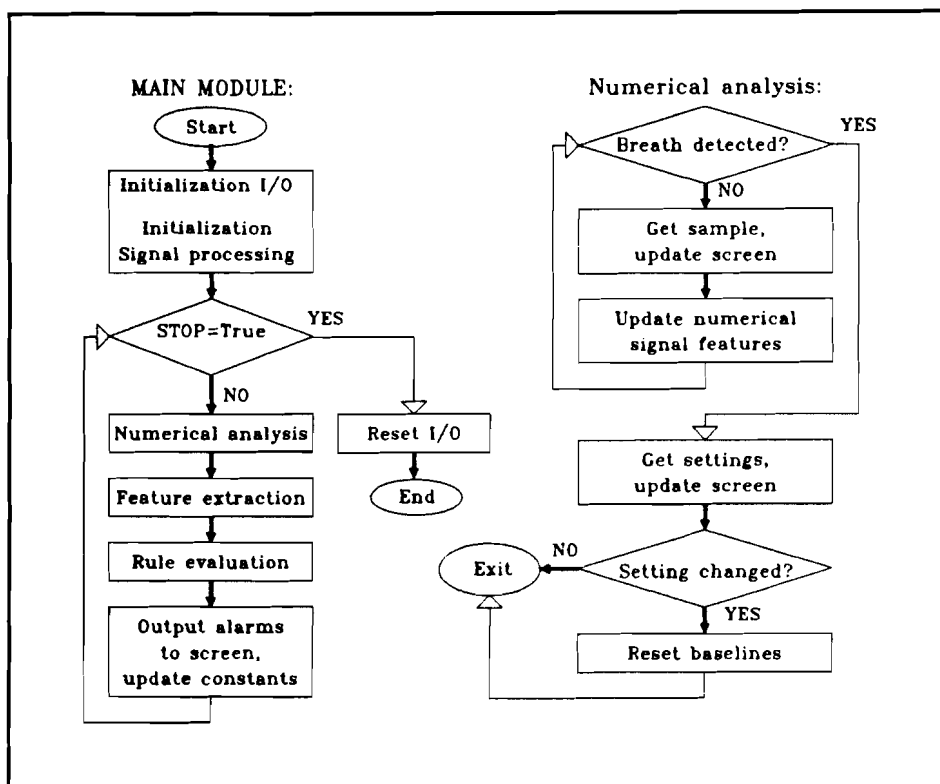 MAIN MODULE:
Start
Initialization I/O
Initialization
Signal processing
STOP=True
YES
NO
Numerical analysis
Reset I/O
Feature extraction
End
Rule evaluation
Output alarms
to screen,
update constants
Numerical analysis:
Breath detected?
YES
NO
Get sample,
update screen
Update numerical
signal features
Get settings,
update screen
Setting changed?
NO
Exit
YES
Reset baselines